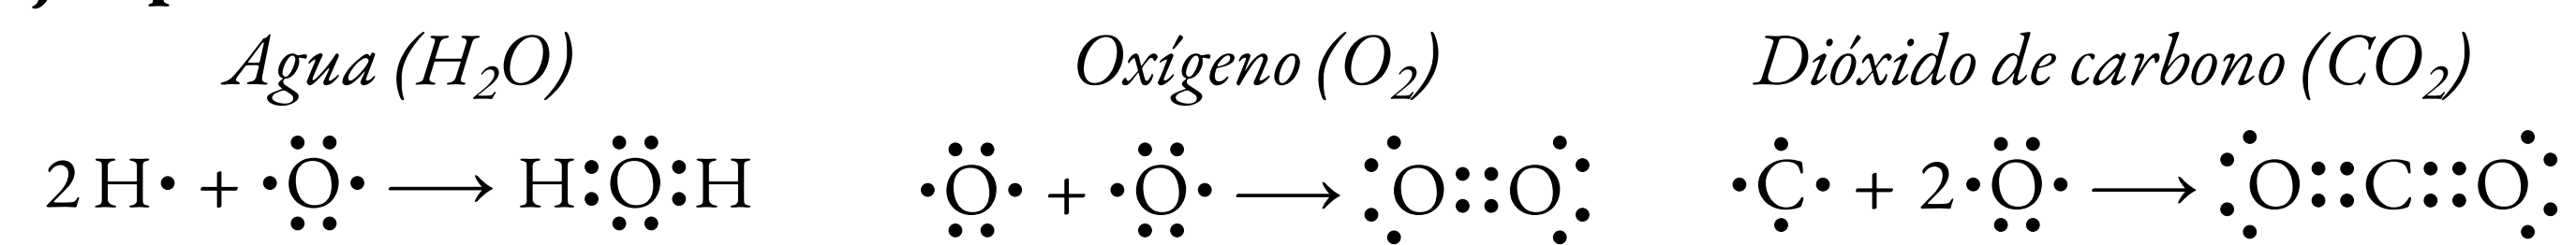 Agua (H₂O) Oxígeno (O₂) Dióxido de carbono (CO₂)
2 H· + ·Ö· ⟶ H:Ö:H ·Ö· + ·Ö· ⟶ O::O ·C· + 2 ·Ö· ⟶ O::C::O